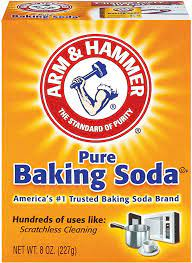 ARM & HAMMER
THE STANDARD OF PURITY
Pure
Baking Soda
America's #1 Trusted Baking Soda Brand
Hundreds of uses like:
Scratchless Cleaning
NET WT. 8 OZ. (227g)